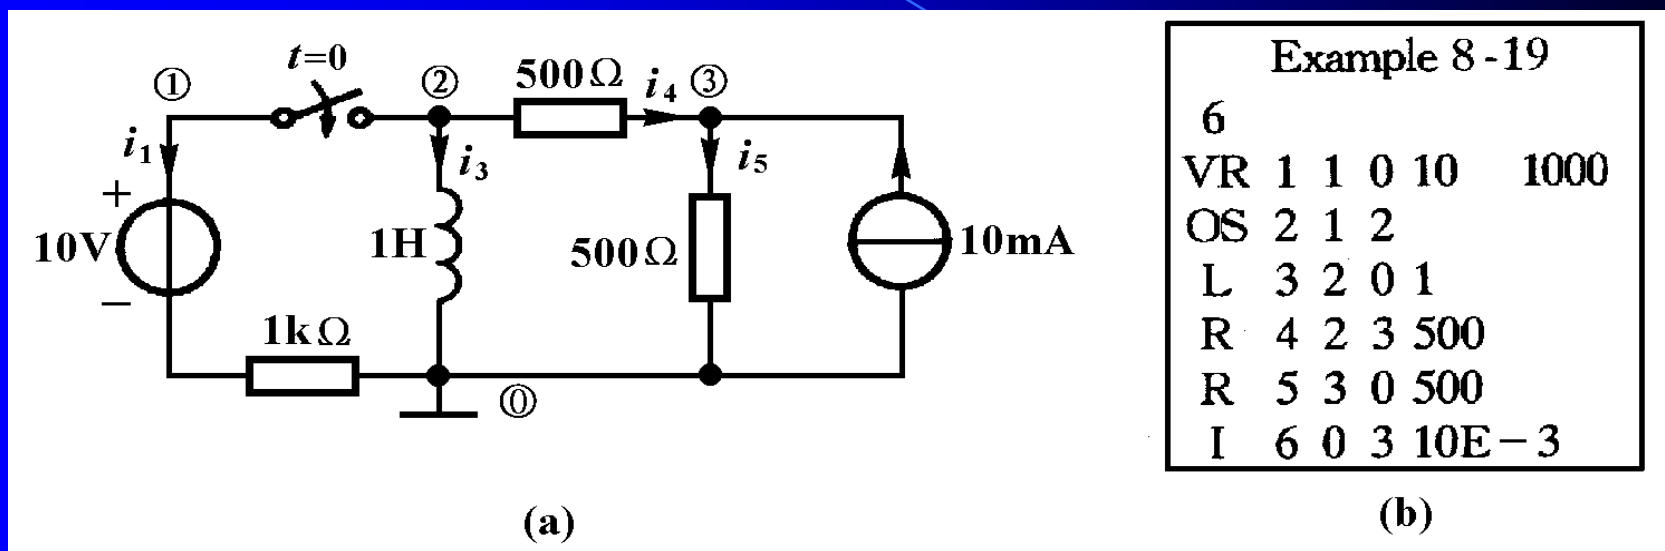 t=0
① ② 500Ω i4 ③
i1 i3 i5
+
10V 1H 500Ω 10mA
−
1kΩ
⓪
(a)
Example 8-19
6
VR 1 1 0 10 1000
OS 2 1 2
L 3 2 0 1
R 4 2 3 500
R 5 3 0 500
I 6 0 3 10E−3
(b)